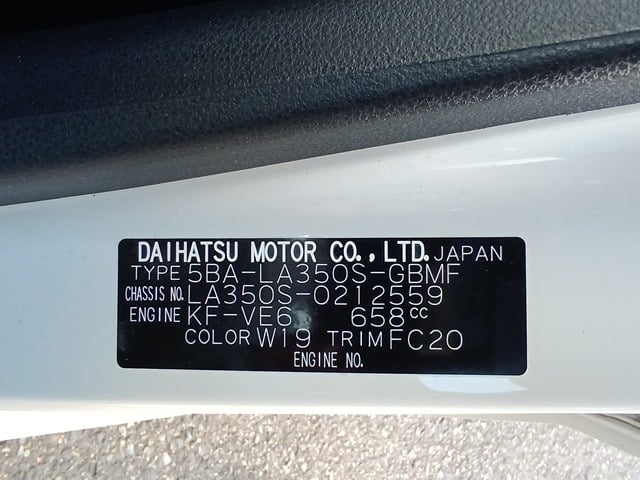 DAIHATSU MOTOR CO., LTD. JAPAN
TYPE 5BA-LA350S-GBMF
CHASSIS NO. LA350S-0212559
ENGINE KF-VE6 658cc
COLOR W19 TRIM FC20
ENGINE NO.